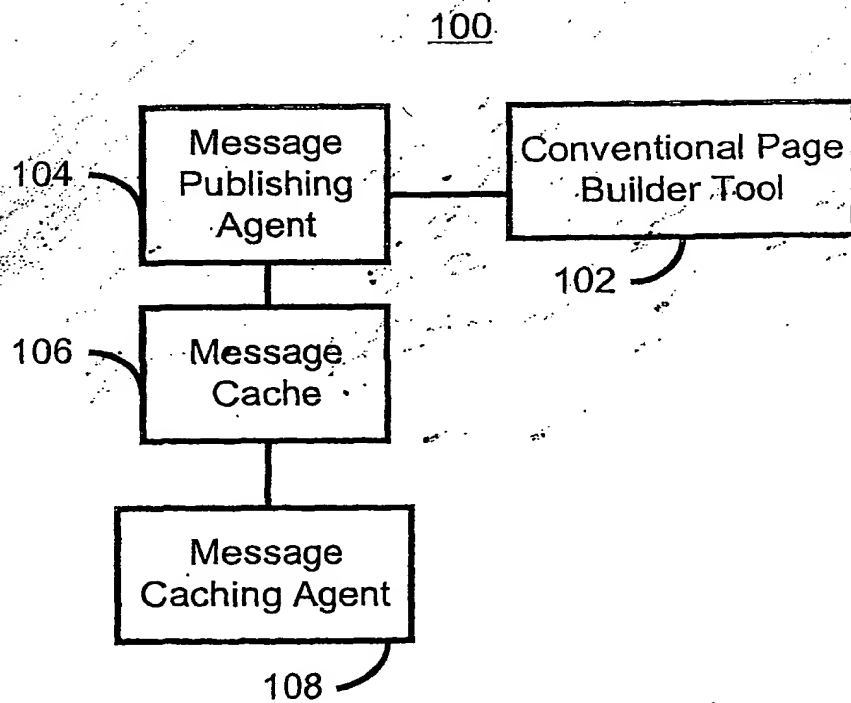 100
104
Message
Publishing
Agent
Conventional Page
Builder Tool
102
106
Message
Cache
Message
Caching Agent
108